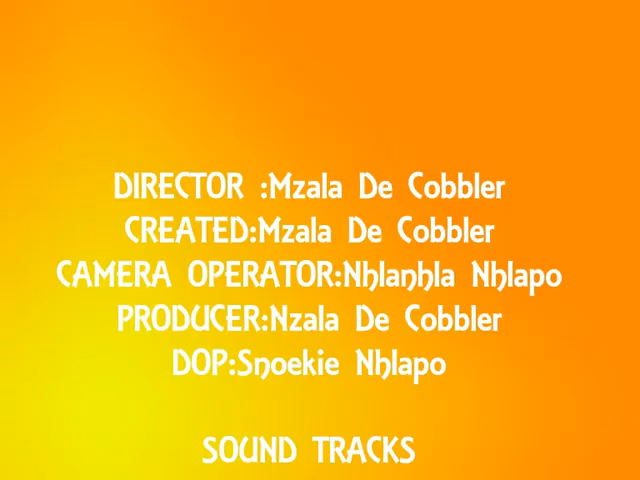 DIRECTOR :Mzala De Cobbler
CREATED:Mzala De Cobbler
CAMERA OPERATOR:Nhlanhla Nhlapo
PRODUCER:Nzala De Cobbler
DOP:Snoekie Nhlapo
SOUND TRACKS